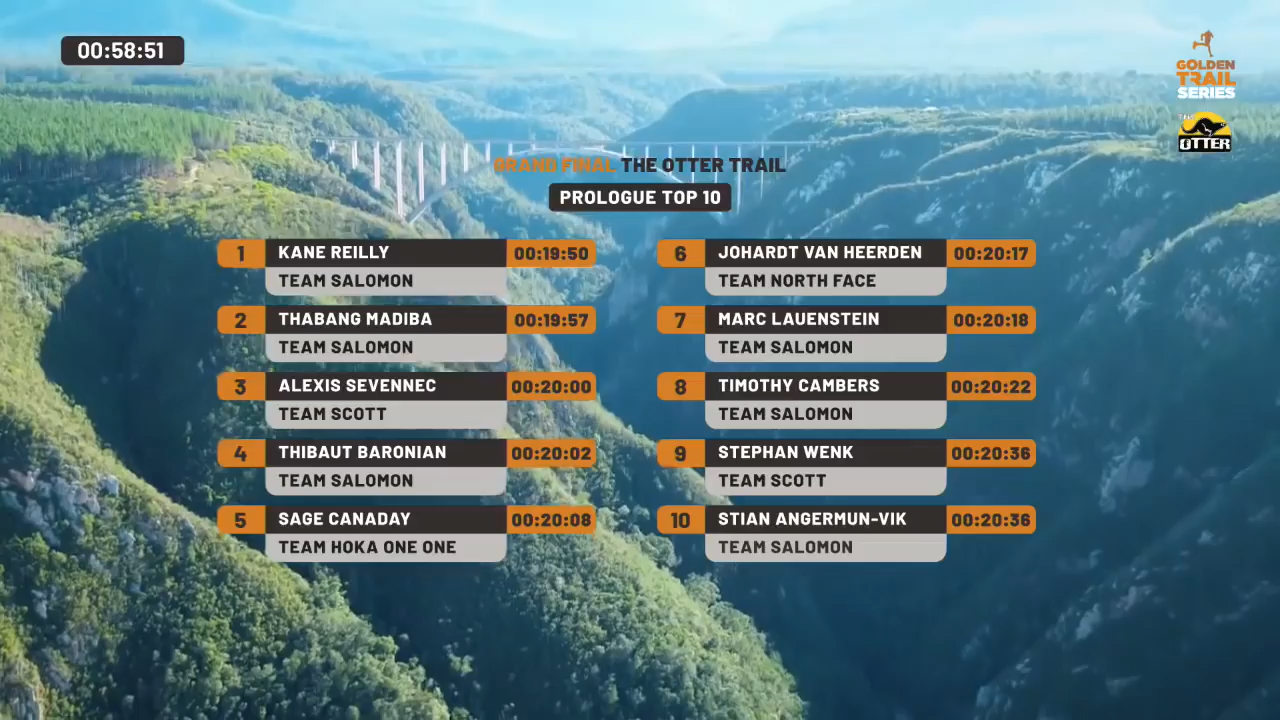 00:58:51
GOLDEN
TRAIL
SERIES
THE
OTTER
GRAND FINAL THE OTTER TRAIL
PROLOGUE TOP 10
1 KANE REILLY 00:19:50
TEAM SALOMON
2 THABANG MADIBA 00:19:57
TEAM SALOMON
3 ALEXIS SEVENNEC 00:20:00
TEAM SCOTT
4 THIBAUT BARONIAN 00:20:02
TEAM SALOMON
5 SAGE CANADAY 00:20:08
TEAM HOKA ONE ONE
6 JOHARDT VAN HEERDEN 00:20:17
TEAM NORTH FACE
7 MARC LAUENSTEIN 00:20:18
TEAM SALOMON
8 TIMOTHY CAMBERS 00:20:22
TEAM SALOMON
9 STEPHAN WENK 00:20:36
TEAM SCOTT
10 STIAN ANGERMUN-VIK 00:20:36
TEAM SALOMON